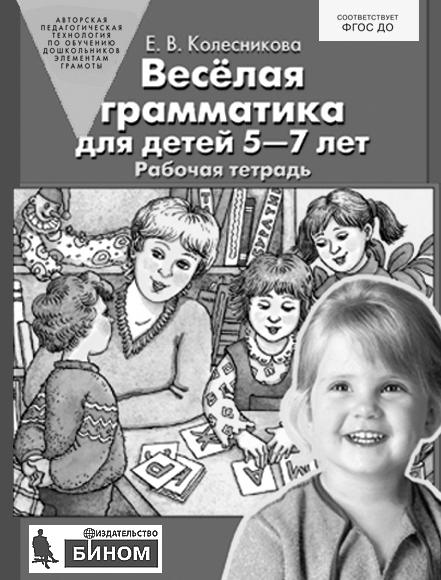 АВТОРСКАЯ
ПЕДАГОГИЧЕСКАЯ
ТЕХНОЛОГИЯ
ПО ОБУЧЕНИЮ
ДОШКОЛЬНИКОВ
ЭЛЕМЕНТАМ
ГРАМОТЫ
СООТВЕТСТВУЕТ
ФГОС ДО
Е. В. Колесникова
Весёлая
грамматика
для детей 5—7 лет
Рабочая тетрадь
ИЗДАТЕЛЬСТВО
БИНОМ